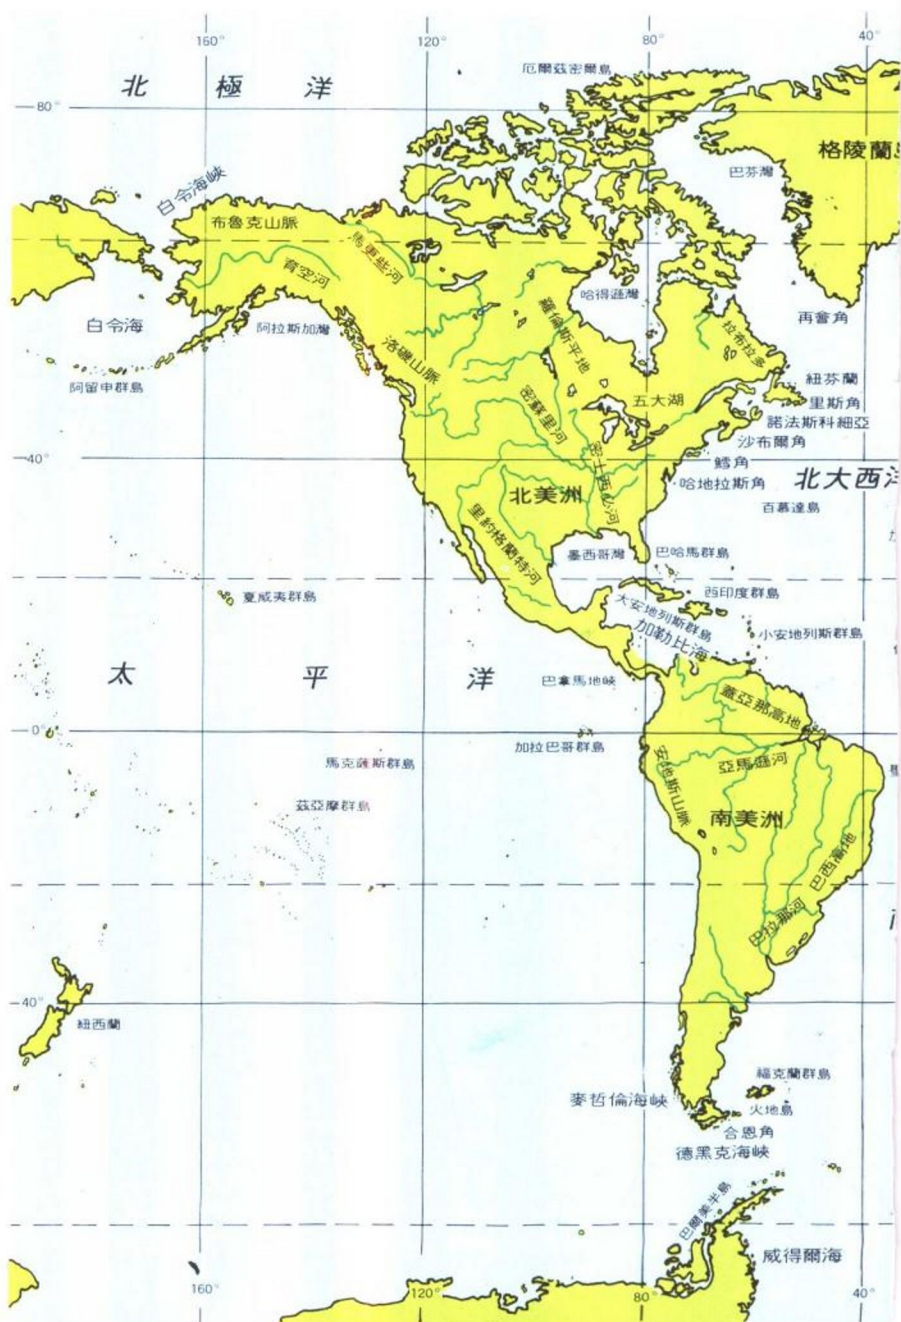 160°
120°
80°
40°
厄爾茲密爾島
北極洋
80°
格陵蘭
巴芬灣
白令海峽
布魯克山脈
馬更些河
育空河
哈得遜灣
再會角
白令海
阿拉斯加灣
羅倫斯平地
拉布拉多
洛磯山脈
阿留申群島
紐芬蘭
里斯角
五大湖
密蘇里河
諾法斯科細亞
沙布爾角
密士西必河
40°
鱈角
北美洲
哈地拉斯角
北大西洋
里約格蘭特河
百慕達島
墨西哥灣
巴哈馬群島
夏威夷群島
西印度群島
大安地列斯群島
加勒比海
小安地列斯群島
太平洋
巴拿馬地峽
蓋亞那高地
0°
加拉巴哥群島
馬克薩斯群島
安地斯山脈
亞馬遜河
茲亞摩群島
南美洲
巴西高地
巴拉那河
40°
紐西蘭
福克蘭群島
麥哲倫海峽
火地島
合恩角
德黑克海峽
巴爾美半島
威得爾海
160°
120°
80°
40°